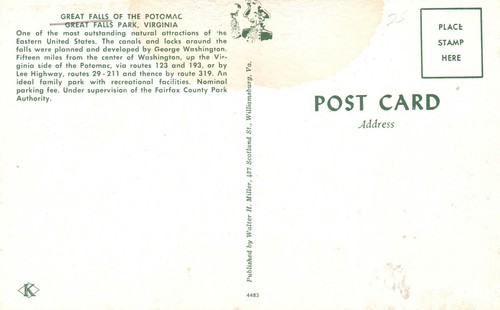 GREAT FALLS OF THE POTOMAC
GREAT FALLS PARK, VIRGINIA
One of the most outstanding natural attractions of the
Eastern United States. The canals and locks around the
falls were planned and developed by George Washington.
Fifteen miles from the center of Washington, up the Vir-
ginia side of the Potomac, via routes 123 and 193, or by
Lee Highway, routes 29-211 and thence by route 319. An
ideal family park with recreational facilities. Nominal
parking fee. Under supervision of the Fairfax County Park
Authority.
K
Published by Walter H. Miller, 427 Scotland St., Williamsburg, Va.
4483
PLACE
STAMP
HERE
POST CARD
Address